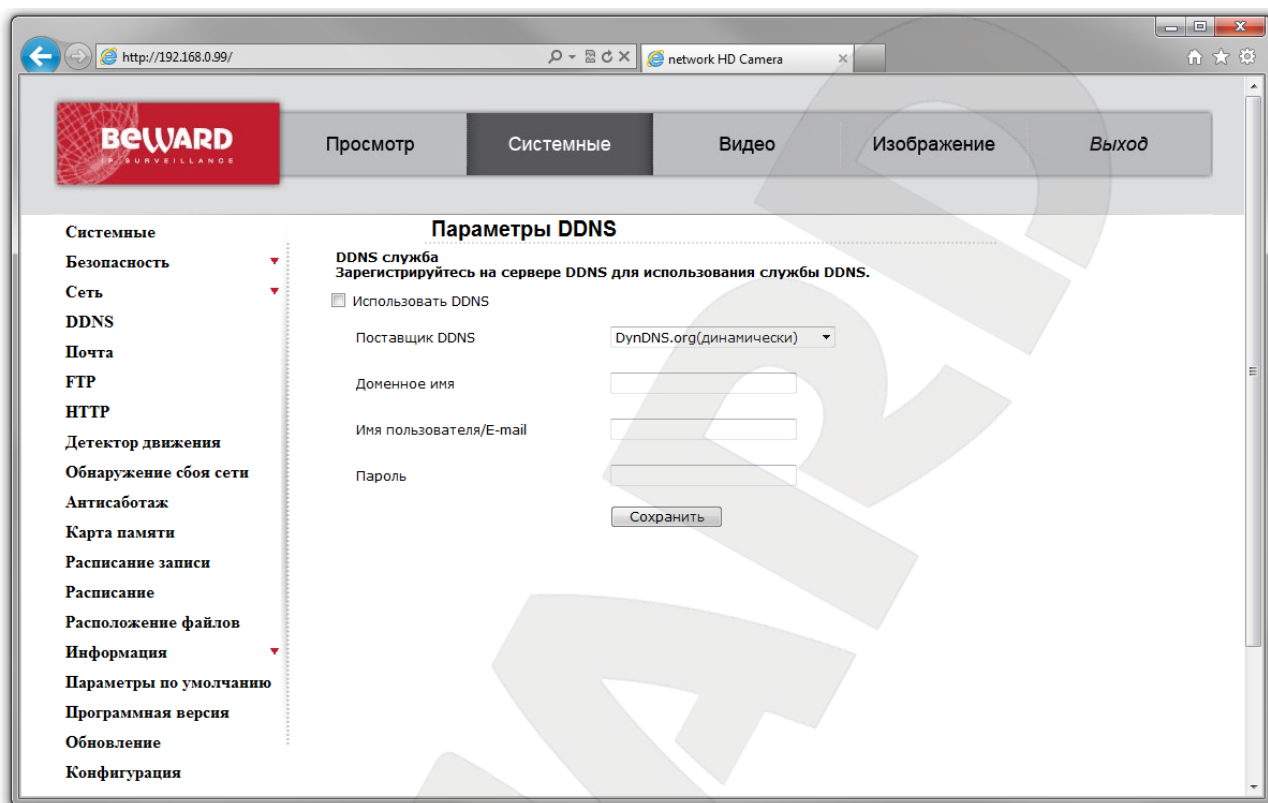 http://192.168.0.99/
network HD Camera
BEWARD
IP SURVEILLANCE
Просмотр
Системные
Видео
Изображение
Выход
Системные
Безопасность
Сеть
DDNS
Почта
FTP
HTTP
Детектор движения
Обнаружение сбоя сети
Антисаботаж
Карта памяти
Расписание записи
Расписание
Расположение файлов
Информация
Параметры по умолчанию
Программная версия
Обновление
Конфигурация
Параметры DDNS
DDNS служба
Зарегистрируйтесь на сервере DDNS для использования службы DDNS.
Использовать DDNS
Поставщик DDNS
DynDNS.org(динамически)
Доменное имя
Имя пользователя/E-mail
Пароль
Сохранить